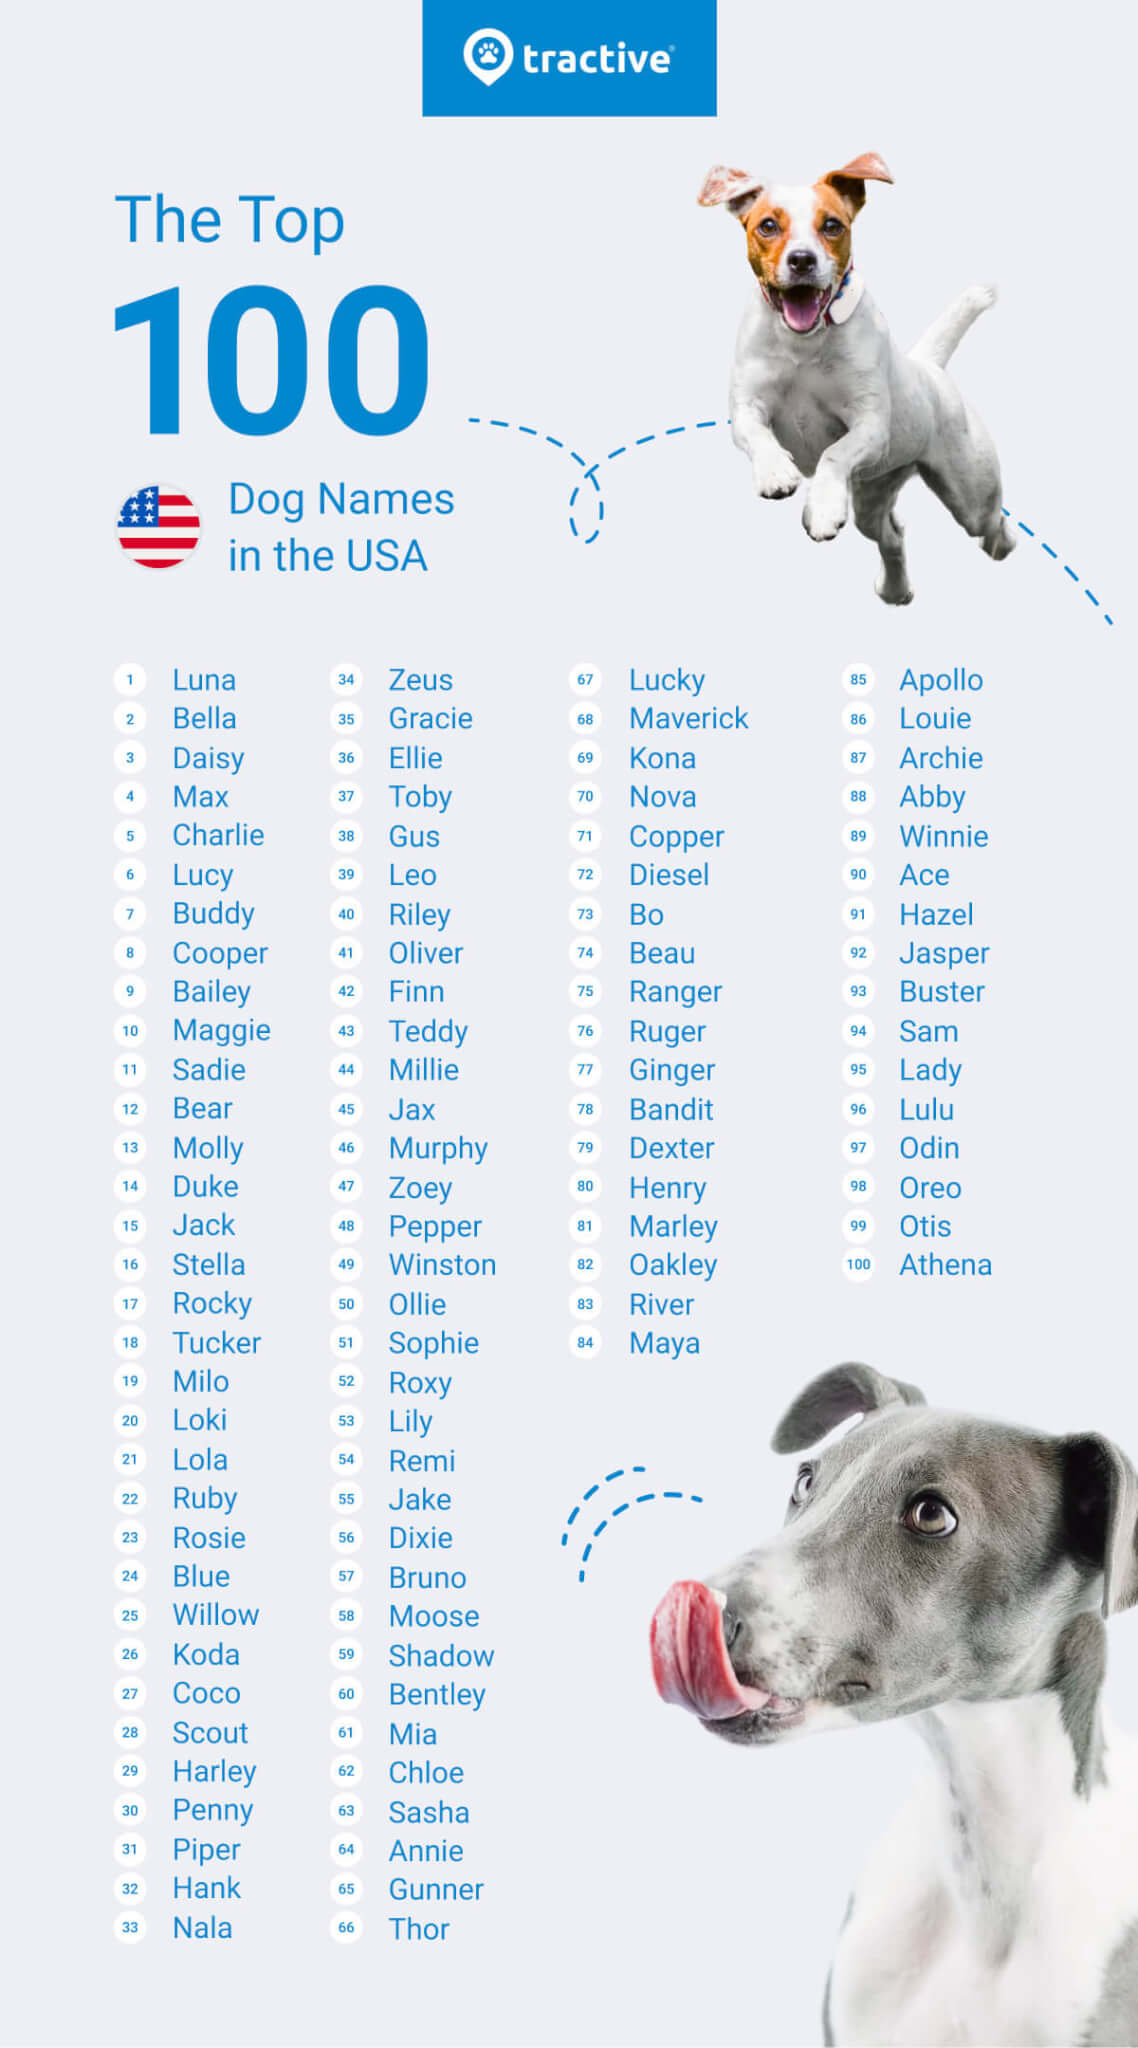 tractive®
The Top
100
Dog Names
in the USA
1 Luna
2 Bella
3 Daisy
4 Max
5 Charlie
6 Lucy
7 Buddy
8 Cooper
9 Bailey
10 Maggie
11 Sadie
12 Bear
13 Molly
14 Duke
15 Jack
16 Stella
17 Rocky
18 Tucker
19 Milo
20 Loki
21 Lola
22 Ruby
23 Rosie
24 Blue
25 Willow
26 Koda
27 Coco
28 Scout
29 Harley
30 Penny
31 Piper
32 Hank
33 Nala
34 Zeus
35 Gracie
36 Ellie
37 Toby
38 Gus
39 Leo
40 Riley
41 Oliver
42 Finn
43 Teddy
44 Millie
45 Jax
46 Murphy
47 Zoey
48 Pepper
49 Winston
50 Ollie
51 Sophie
52 Roxy
53 Lily
54 Remi
55 Jake
56 Dixie
57 Bruno
58 Moose
59 Shadow
60 Bentley
61 Mia
62 Chloe
63 Sasha
64 Annie
65 Gunner
66 Thor
67 Lucky
68 Maverick
69 Kona
70 Nova
71 Copper
72 Diesel
73 Bo
74 Beau
75 Ranger
76 Ruger
77 Ginger
78 Bandit
79 Dexter
80 Henry
81 Marley
82 Oakley
83 River
84 Maya
85 Apollo
86 Louie
87 Archie
88 Abby
89 Winnie
90 Ace
91 Hazel
92 Jasper
93 Buster
94 Sam
95 Lady
96 Lulu
97 Odin
98 Oreo
99 Otis
100 Athena